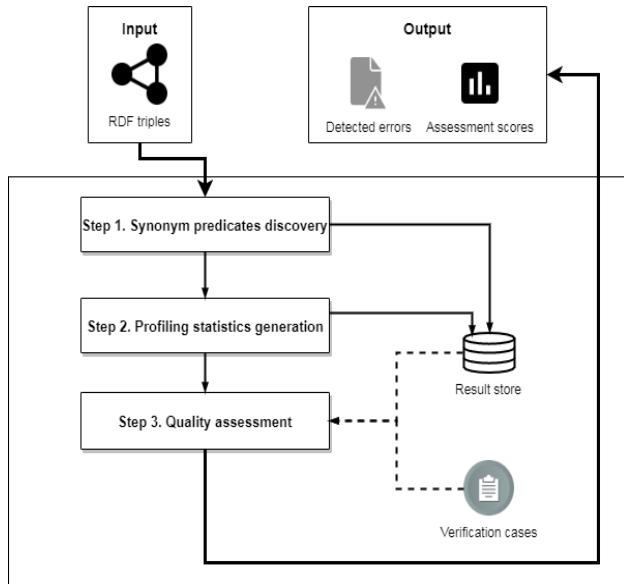 Input
RDF triples
Output
Detected errors
Assessment scores
Step 1. Synonym predicates discovery
Step 2. Profiling statistics generation
Result store
Step 3. Quality assessment
Verification cases